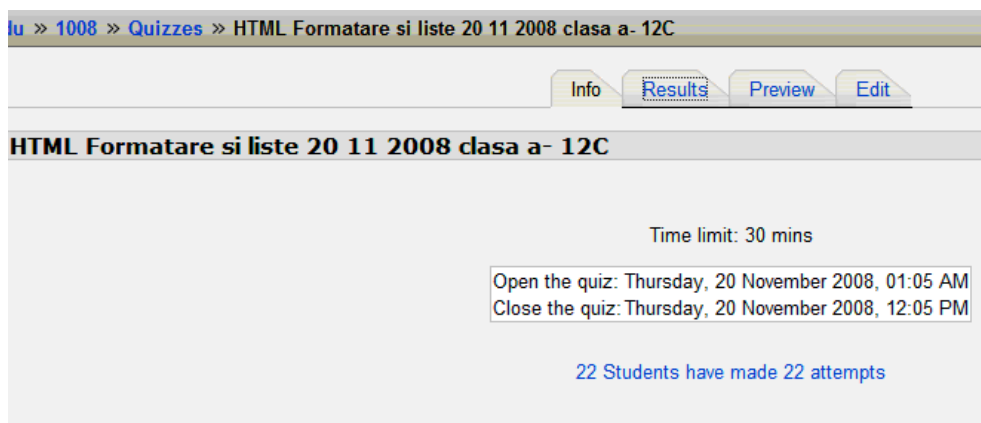 » 1008 » Quizzes » HTML Formatare si liste 20 11 2008 clasa a- 12C
Info Results Preview Edit
HTML Formatare si liste 20 11 2008 clasa a- 12C
Time limit: 30 mins
Open the quiz: Thursday, 20 November 2008, 01:05 AM
Close the quiz: Thursday, 20 November 2008, 12:05 PM
22 Students have made 22 attempts